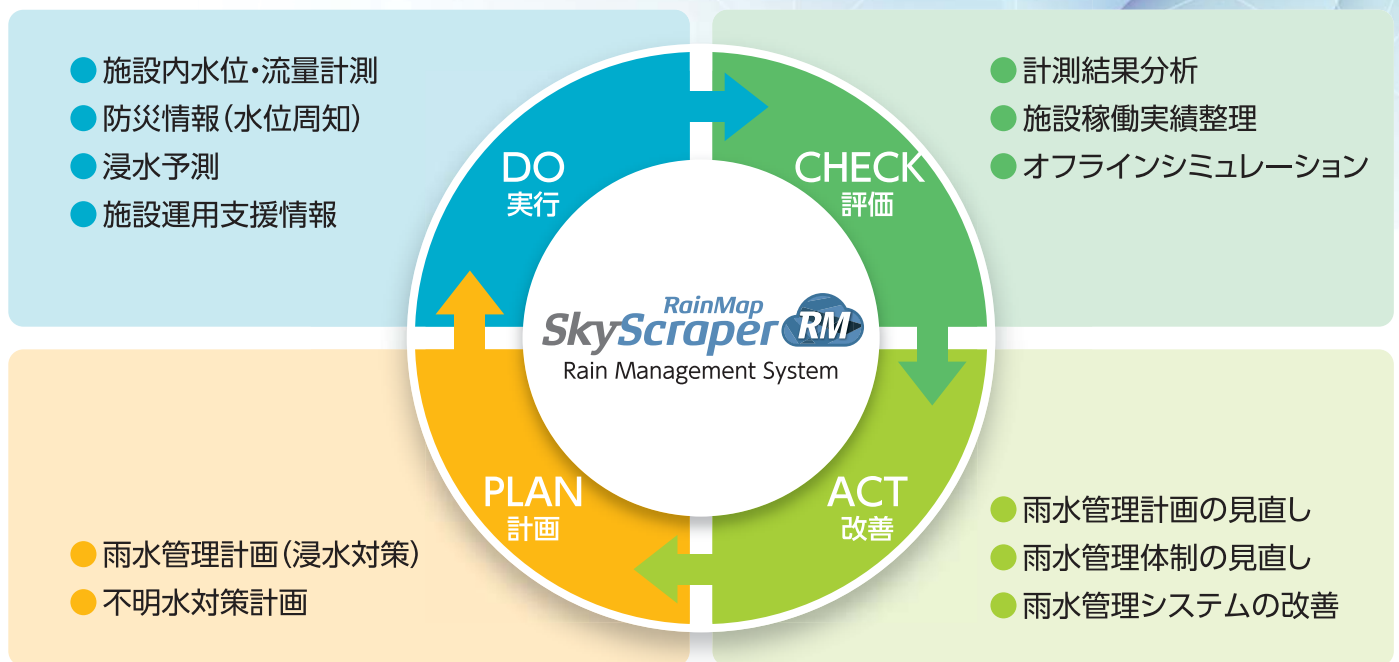 施設内水位・流量計測
防災情報(水位周知)
浸水予測
施設運用支援情報
DO
実行
計測結果分析
施設稼働実績整理
オフラインシミュレーション
CHECK
評価
RainMap
SkyScraper RM
Rain Management System
PLAN
計画
雨水管理計画(浸水対策)
不明水対策計画
ACT
改善
雨水管理計画の見直し
雨水管理体制の見直し
雨水管理システムの改善